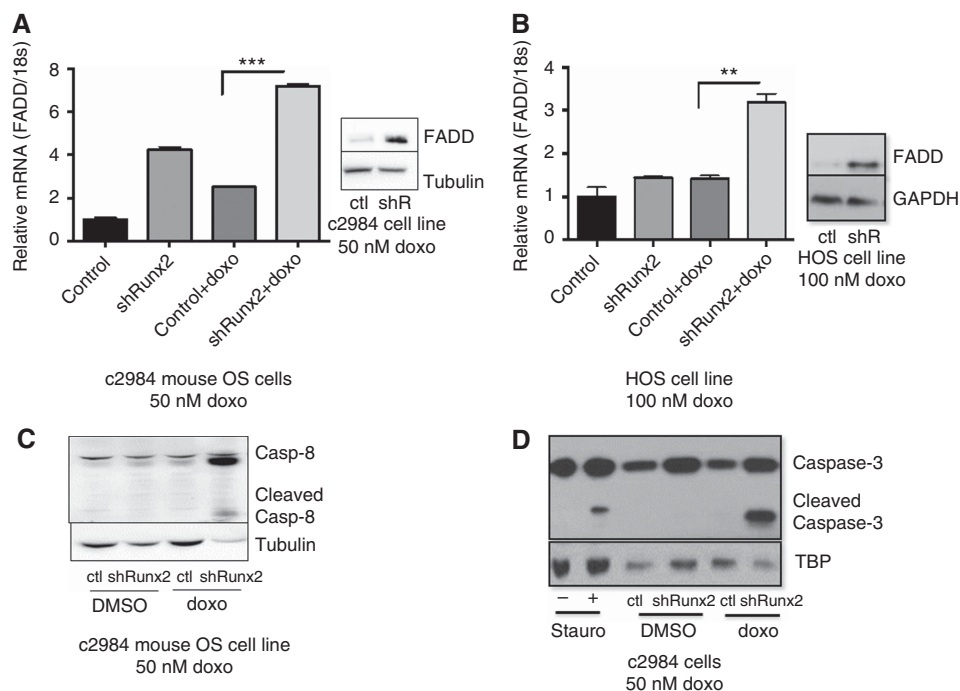 A
Relative mRNA (FADD/18s)
8
6
4
2
0
***
Control
shRunx2
Control+doxo
shRunx2+doxo
FADD
Tubulin
ctl shR
c2984 cell line
50 nM doxo
c2984 mouse OS cells
50 nM doxo
B
Relative mRNA (FADD/18s)
4
3
2
1
0
**
Control
shRunx2
Control+doxo
shRunx2+doxo
FADD
GAPDH
ctl shR
HOS cell line
100 nM doxo
HOS cell line
100 nM doxo
C
Casp-8
Cleaved
Casp-8
Tubulin
ctl shRunx2 ctl shRunx2
DMSO doxo
c2984 mouse OS cell line
50 nM doxo
D
Caspase-3
Cleaved
Caspase-3
TBP
– + ctl shRunx2 ctl shRunx2
Stauro DMSO doxo
c2984 cells
50 nM doxo